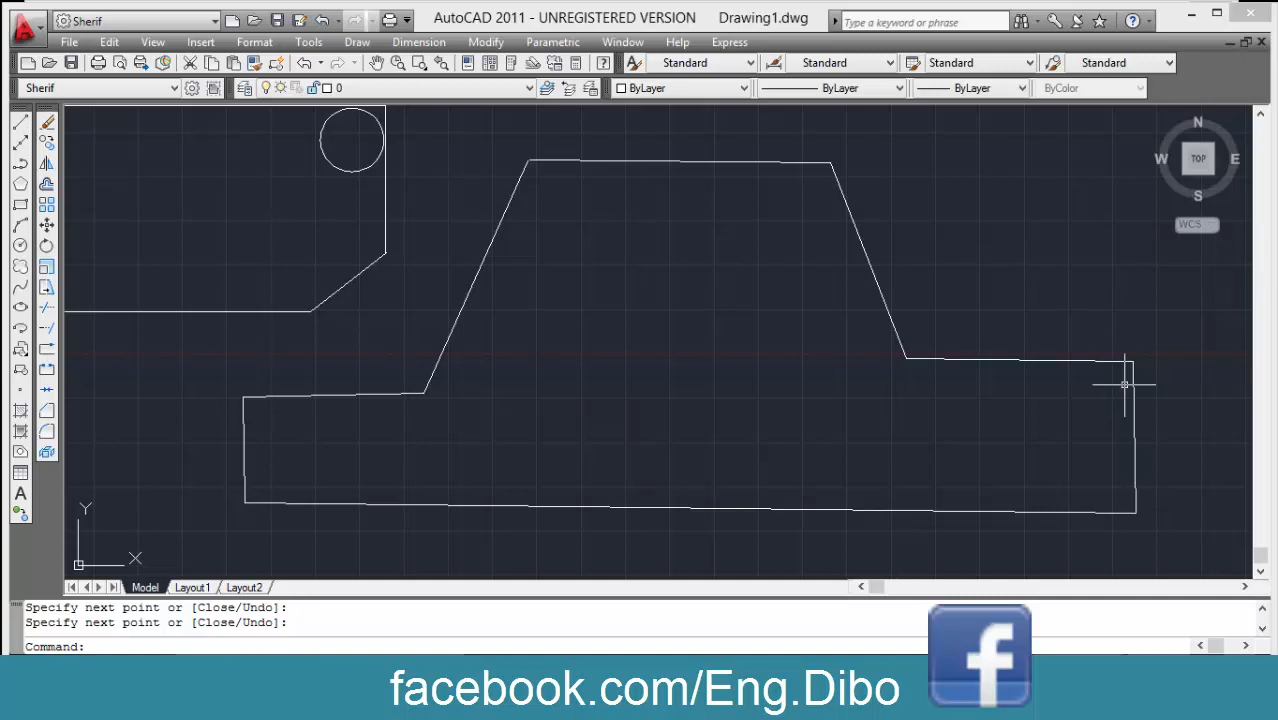 Sherif
AutoCAD 2011 - UNREGISTERED VERSION
Drawing1.dwg
Type a keyword or phrase
File Edit View Insert Format Tools Draw Dimension Modify Parametric Window Help Express
Standard Standard Standard Standard
Sherif 0 ByLayer ByLayer ByLayer ByColor
N
W TOP E
S
WCS
Y
X
Model Layout1 Layout2
Specify next point or [Close/Undo]:
Specify next point or [Close/Undo]:
Command:
facebook.com/Eng.Dibo